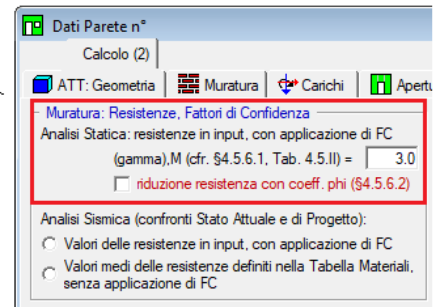 Dati Parete n°
Calcolo (2)
ATT: Geometria Muratura Carichi Apertu
Muratura: Resistenze, Fattori di Confidenza
Analisi Statica: resistenze in input, con applicazione di FC
(gamma),M (cfr. §4.5.6.1, Tab. 4.5.II) = 3.0
riduzione resistenza con coeff. phi (§4.5.6.2)
Analisi Sismica (confronti Stato Attuale e di Progetto):
Valori delle resistenze in input, con applicazione di FC
Valori medi delle resistenze definiti nella Tabella Materiali,
senza applicazione di FC